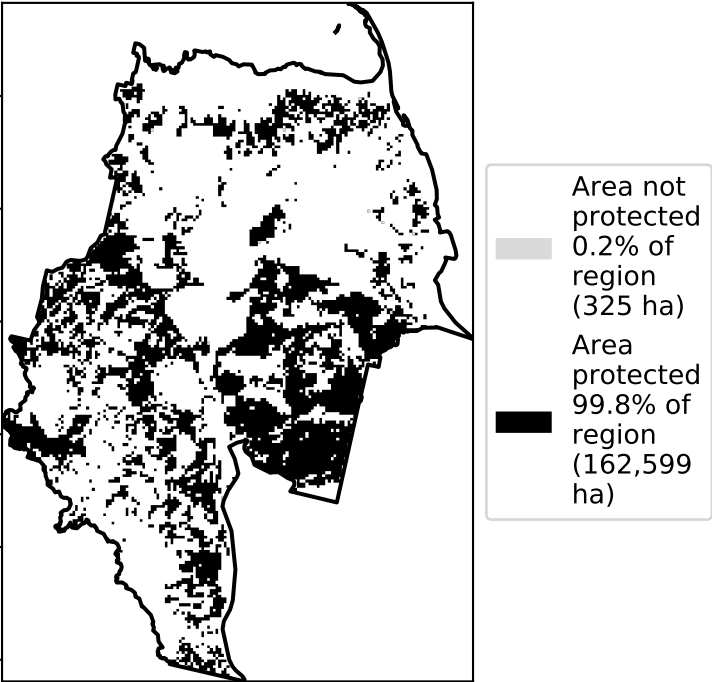 Area not
protected
0.2% of
region
(325 ha)
Area
protected
99.8% of
region
(162,599
ha)